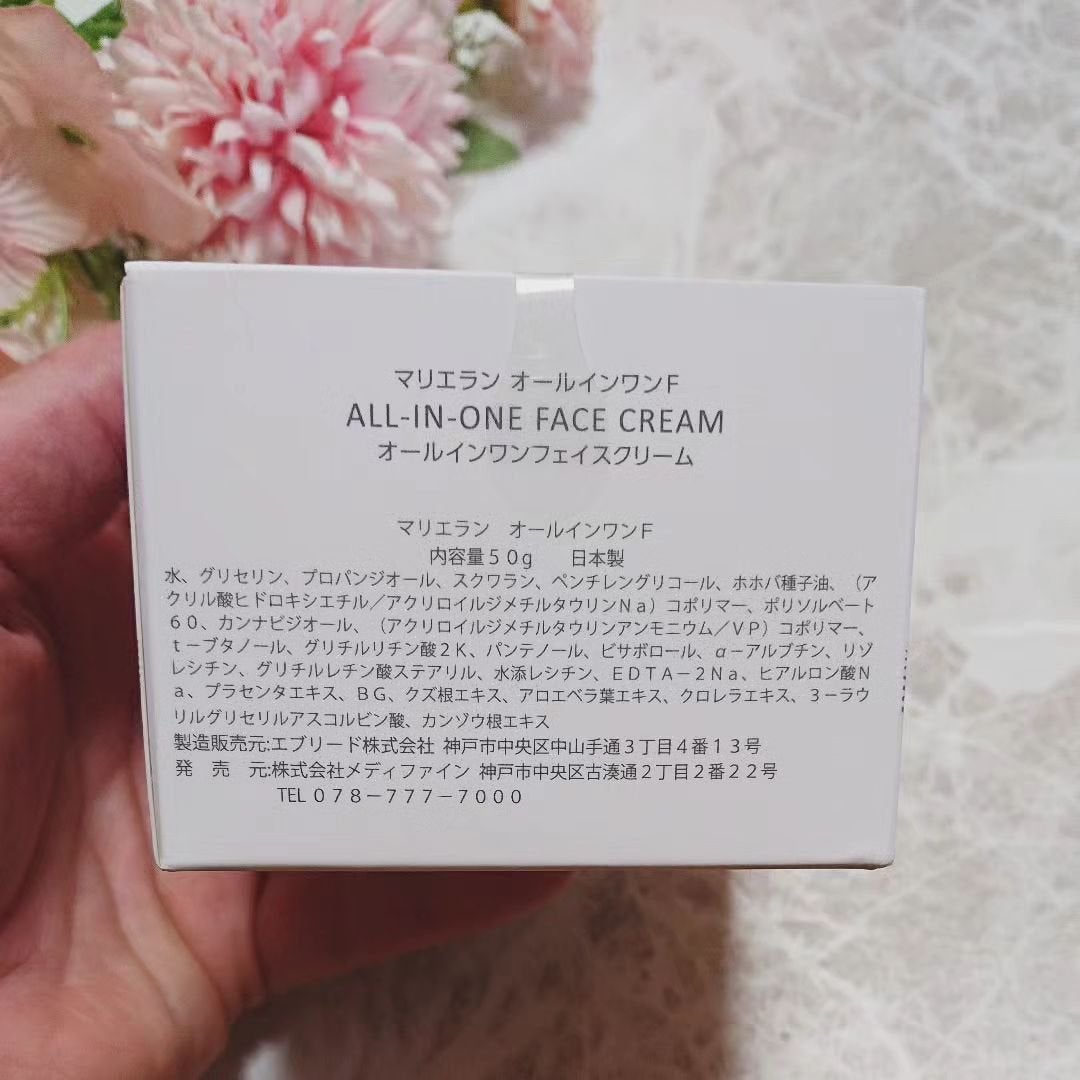 マリエラン オールインワンF
ALL-IN-ONE FACE CREAM
オールインワンフェイスクリーム
マリエラン　オールインワンF
内容量50g　日本製
水、グリセリン、プロパンジオール、スクワラン、ペンチレングリコール、ホホバ種子油、（ア
クリル酸ヒドロキシエチル／アクリロイルジメチルタウリンNa）コポリマー、ポリソルベート
60、カンナビジオール、（アクリロイルジメチルタウリンアンモニウム／VP）コポリマー、
t－ブタノール、グリチルリチン酸2K、パンテノール、ビサボロール、α－アルブチン、リゾ
レシチン、グリチルレチン酸ステアリル、水添レシチン、EDTA－2Na、ヒアルロン酸N
a、プラセンタエキス、BG、クズ根エキス、アロエベラ葉エキス、クロレラエキス、3－ラウ
リルグリセリルアスコルビン酸、カンゾウ根エキス
製造販売元:エブリード株式会社 神戸市中央区中山手通3丁目4番13号
発　売　元:株式会社メディファイン 神戸市中央区古湊通2丁目2番22号
TEL 078－777－7000